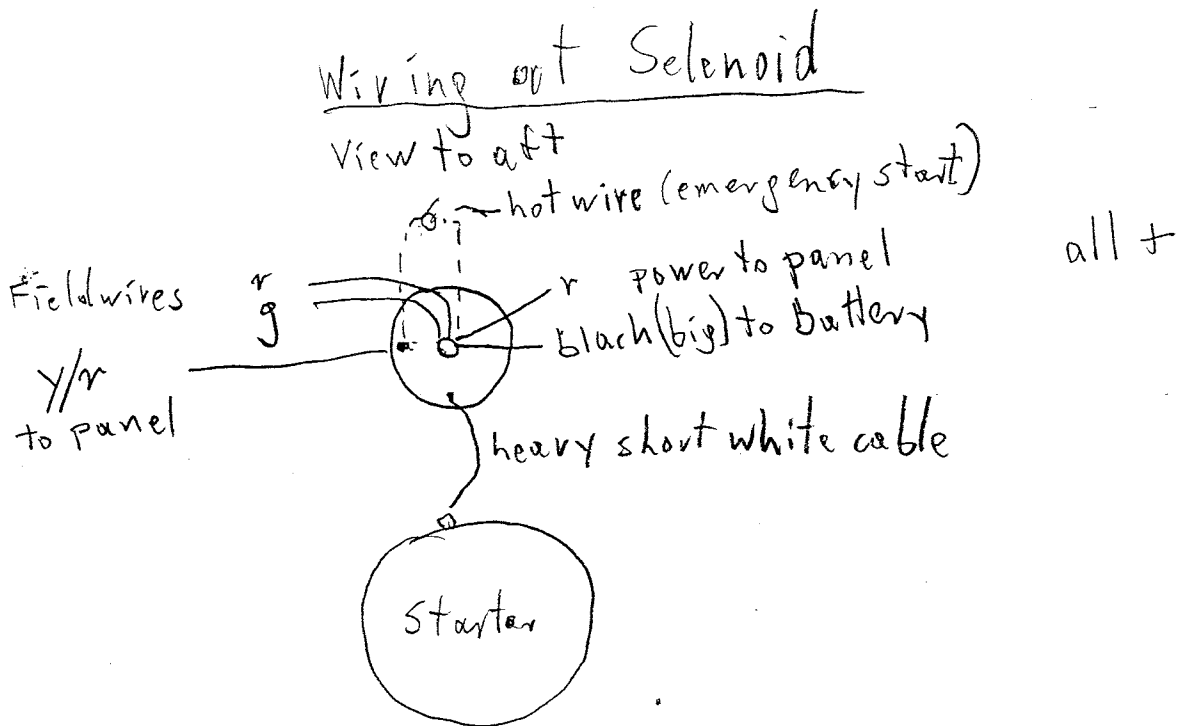 Wiring at Selenoid
View to aft
hot wire (emergency start)
all +
Fieldwires r
g
r power to panel
blach (big) to battery
y/r
to panel
heavy short white cable
Starter